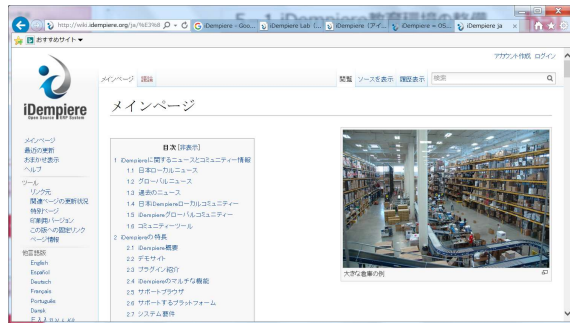 http://wiki.idempiere.org/ja/%E3%8
iDempiere - Goo...
iDempiere Lab (...
iDempiere (アイ...
iDempiere = OS...
iDempiere ja
おすすめサイト
アカウント作成 ログイン
メインページ 議論
閲覧 ソースを表示 履歴表示 検索
iDempiere
Open Source ERP System
メインページ
メインページ
最近の更新
おまかせ表示
ヘルプ
ツール
リンク元
関連ページの更新状況
特別ページ
印刷用バージョン
この版への固定リンク
ページ情報
他言語版
English
Español
Deutsch
Français
Português
Dansk
目次 [非表示]
1 iDempiereに関するニュースとコミュニティー情報
1.1 日本ローカルニュース
1.2 グローバルニュース
1.3 過去のニュース
1.4 日本iDempiereローカルコミュニティー
1.5 iDempiereグローバルコミュニティー
1.6 コミュニティーツール
2 iDempiereの特長
2.1 iDempiere概要
2.2 デモサイト
2.3 プラグイン紹介
2.4 iDempiereのマルチな機能
2.5 サポートブラウザ
2.6 サポートするプラットフォーム
2.7 システム要件
大きな倉庫の例